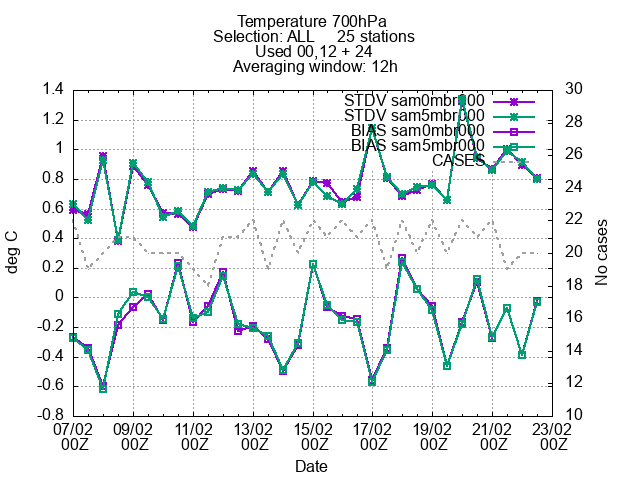 Temperature 700hPa
Selection: ALL 25 stations
Used 00,12 + 24
Averaging window: 12h
STDV sam0mbr000
STDV sam5mbr000
BIAS sam0mbr000
BIAS sam5mbr000
CASES
1.4
1.2
1
0.8
0.6
0.4
0.2
0
-0.2
-0.4
-0.6
-0.8
deg C
30
28
26
24
22
20
18
16
14
12
10
No cases
07/02 09/02 11/02 13/02 15/02 17/02 19/02 21/02 23/02
00Z 00Z 00Z 00Z 00Z 00Z 00Z 00Z 00Z
Date